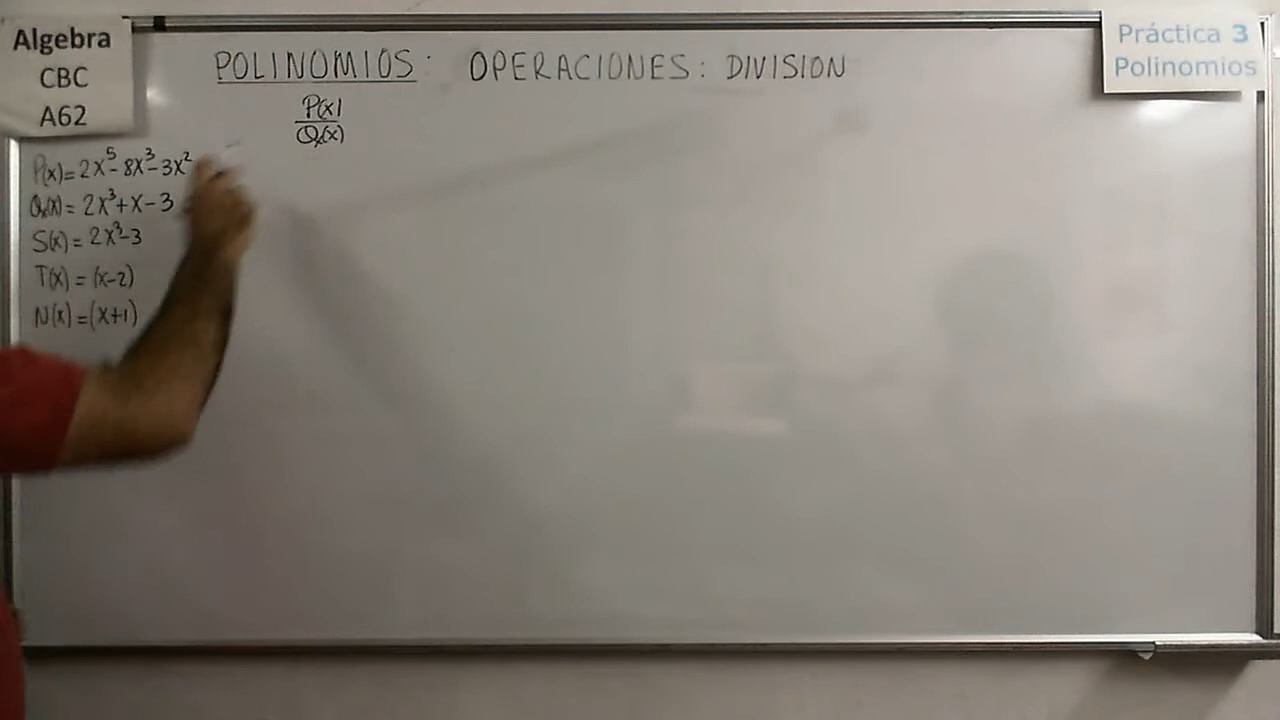 Algebra
CBC
A62
Práctica 3
Polinomios
POLINOMIOS: OPERACIONES: DIVISION
P(x)
Q(x)
P(x)= 2x⁵-8x³-3x²
Q(x)= 2x³+x-3
S(x)= 2x³-3
T(x)= (x-2)
N(x)=(x+1)